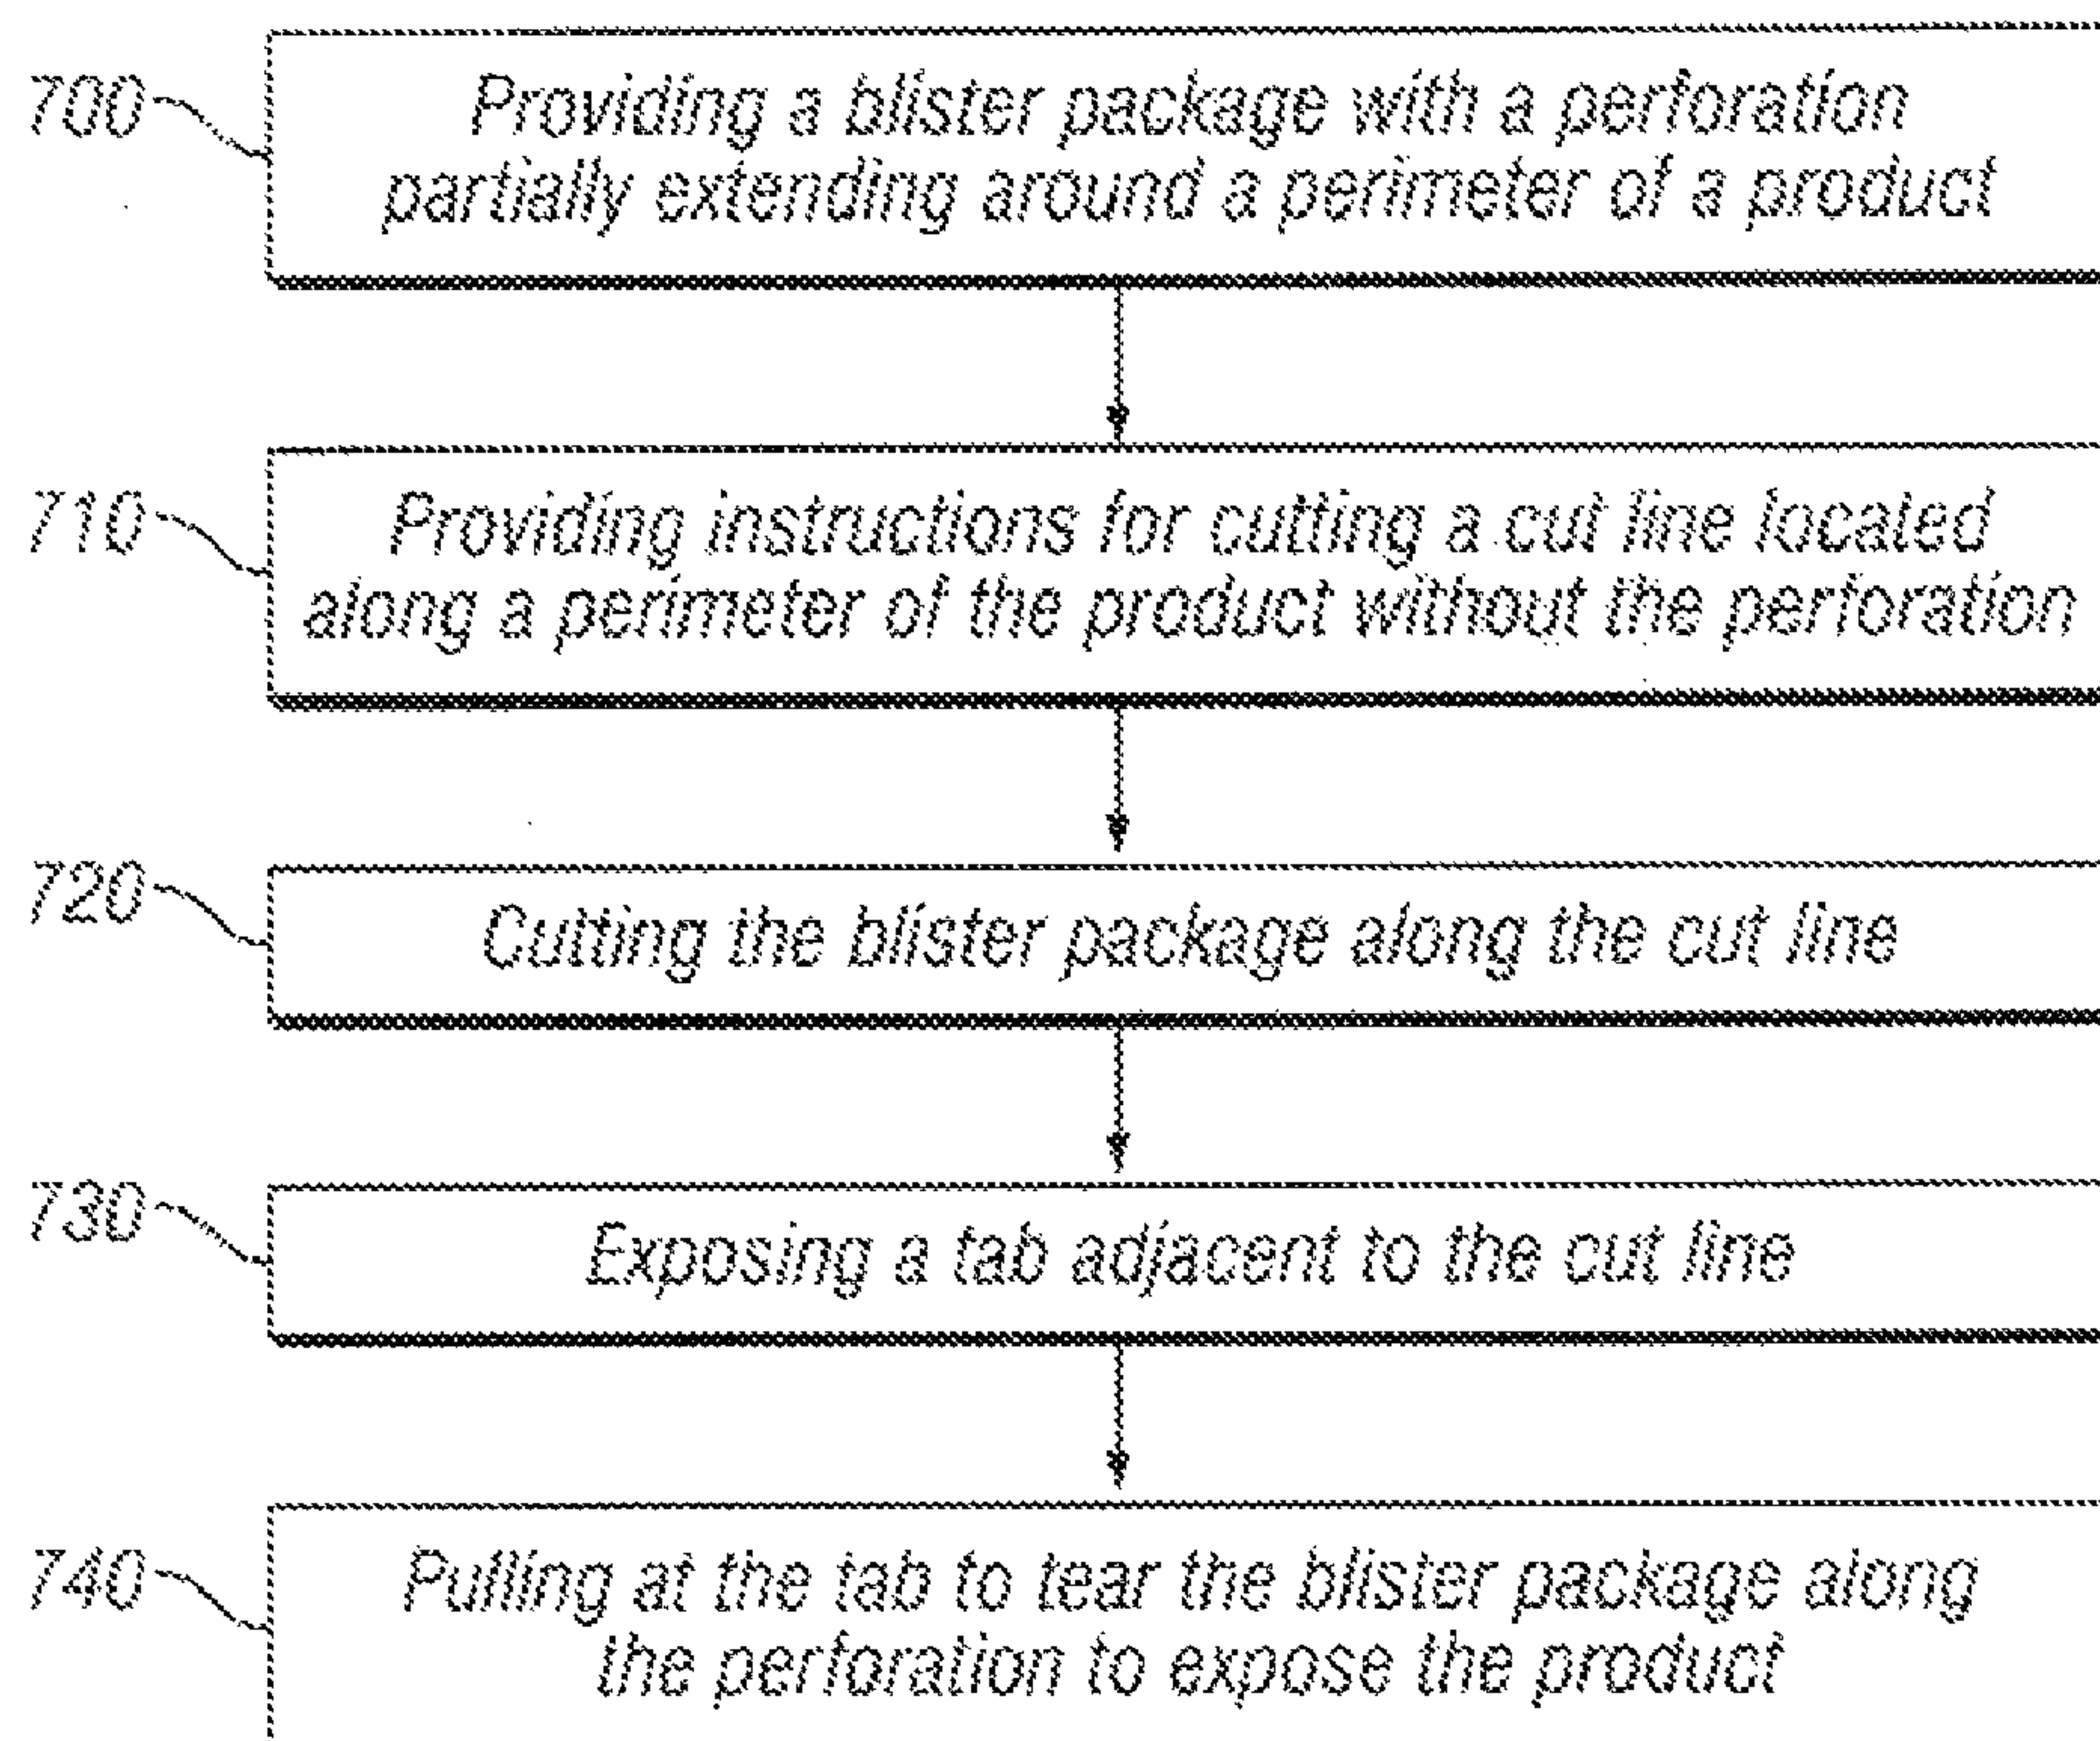 700
Providing a blister package with a perforation
partially extending around a perimeter of a product
710
Providing instructions for cutting a cut line located
along a perimeter of the product without the perforation
720
Cutting the blister package along the cut line
730
Exposing a tab adjacent to the cut line
740
Pulling at the tab to tear the blister package along
the perforation to expose the product